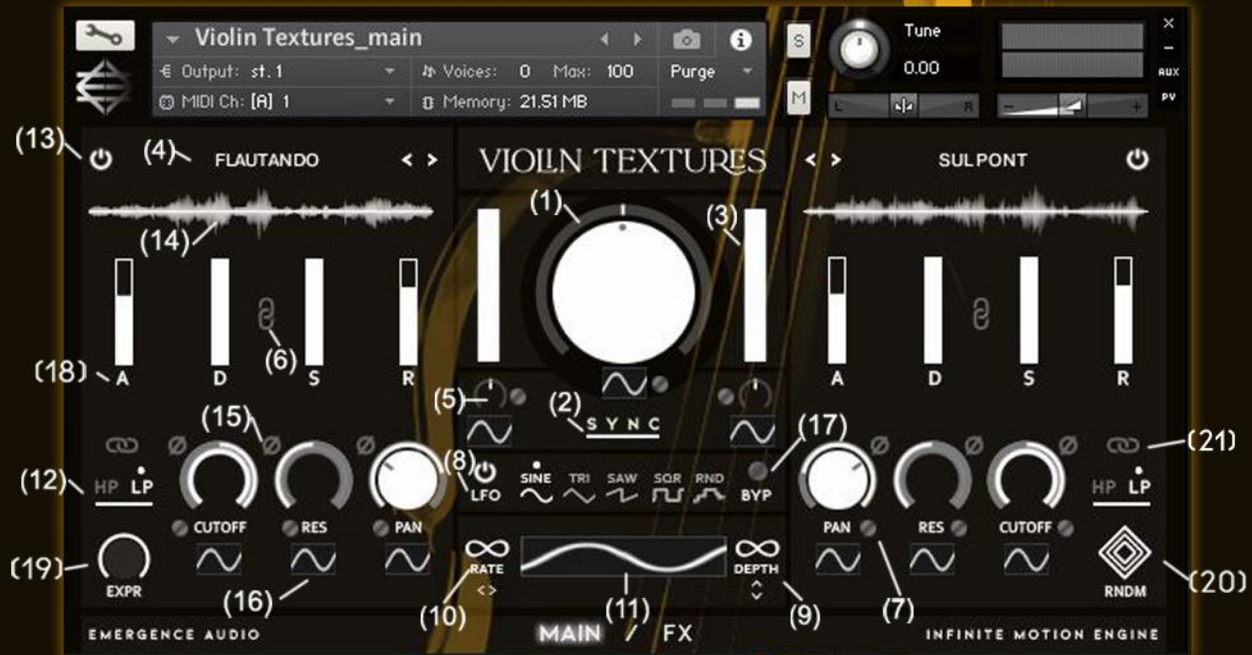 Violin Textures_main
S
Tune
Output: st.1
Voices: 0 Max: 100
Purge
0.00
AUX
MIDI Ch: [A] 1
Memory: 21.51 MB
M
L R
- +
PV
(13)
(4)
FLAUTANDO
< >
VIOLIN TEXTURES
< >
SULPONT
(1)
(3)
(14)
(6)
(18)
A D S R
A D S R
(5)
(2)
SYNC
(15)
(8)
(17)
(21)
(12)
HP LP
LFO
SINE TRI SAW SQR RND
BYP
HP LP
CUTOFF RES PAN
PAN RES CUTOFF
(19)
EXPR
(16)
RATE
< >
DEPTH
(10)
(11)
(9)
(7)
RNDM
(20)
EMERGENCE AUDIO
MAIN / FX
INFINITE MOTION ENGINE